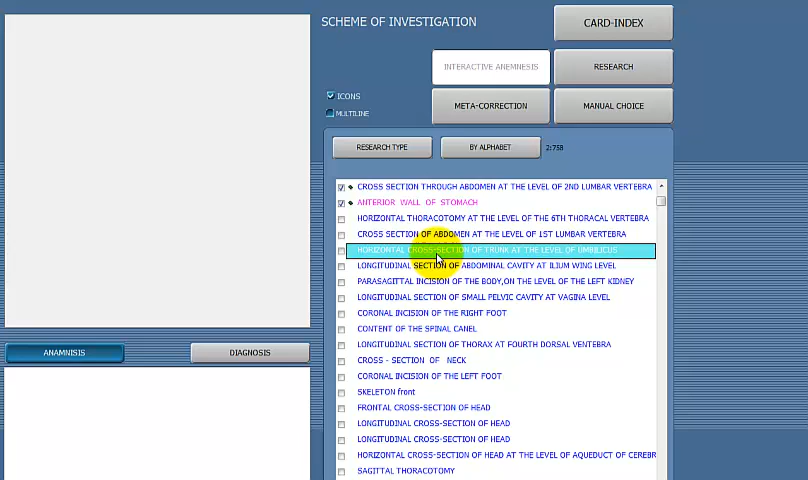 SCHEME OF INVESTIGATION
CARD-INDEX
INTERACTIVE ANEMNESIS
RESEARCH
ICONS
MULTILINE
META-CORRECTION
MANUAL CHOICE
RESEARCH TYPE
BY ALPHABET
2:758
CROSS SECTION THROUGH ABDOMEN AT THE LEVEL OF 2ND LUMBAR VERTEBRA
ANTERIOR WALL OF STOMACH
HORIZONTAL THORACOTOMY AT THE LEVEL OF THE 6TH THORACAL VERTEBRA
CROSS SECTION OF ABDOMEN AT THE LEVEL OF 1ST LUMBAR VERTEBRA
HORIZONTAL CROSS-SECTION OF TRUNK AT THE LEVEL OF UMBILICUS
LONGITUDINAL SECTION OF ABDOMINAL CAVITY AT ILIUM WING LEVEL
PARASAGITTAL INCISION OF THE BODY,ON THE LEVEL OF THE LEFT KIDNEY
LONGITUDINAL SECTION OF SMALL PELVIC CAVITY AT VAGINA LEVEL
CORONAL INCISION OF THE RIGHT FOOT
CONTENT OF THE SPINAL CANEL
LONGITUDINAL SECTION OF THORAX AT FOURTH DORSAL VENTEBRA
CROSS - SECTION OF NECK
CORONAL INCISION OF THE LEFT FOOT
SKELETON front
FRONTAL CROSS-SECTION OF HEAD
LONGITUDINAL CROSS-SECTION OF HEAD
LONGITUDINAL CROSS-SECTION OF HEAD
HORIZONTAL CROSS-SECTION OF HEAD AT THE LEVEL OF AQUEDUCT OF CEREBR
SAGITTAL THORACOTOMY
ANAMNISIS
DIAGNOSIS